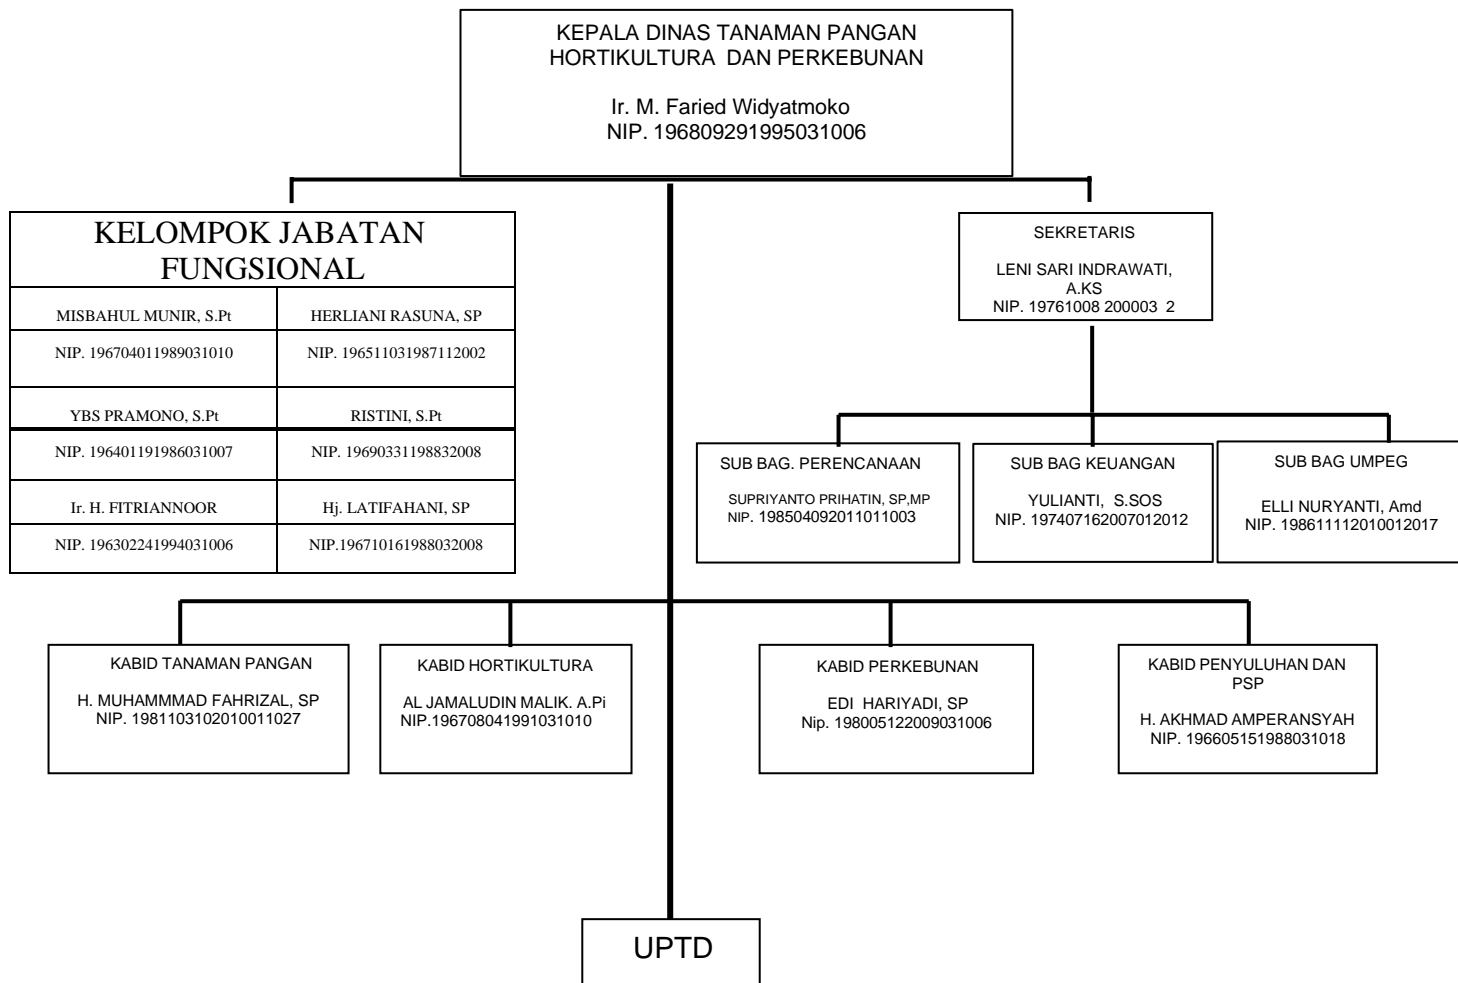 KEPALA DINAS TANAMAN PANGAN
HORTIKULTURA DAN PERKEBUNAN
Ir. M. Faried Widyatmoko
NIP. 196809291995031006
KELOMPOK JABATAN
FUNGSIONAL
MISBAHUL MUNIR, S.Pt
HERLIANI RASUNA, SP
NIP. 196704011989031010
NIP. 196511031987112002
YBS PRAMONO, S.Pt
RISTINI, S.Pt
NIP. 196401191986031007
NIP. 19690331198832008
Ir. H. FITRIANNOOR
Hj. LATIFAHANI, SP
NIP. 196302241994031006
NIP.196710161988032008
SEKRETARIS
LENI SARI INDRAWATI,
A.KS
NIP. 19761008 200003 2
SUB BAG. PERENCANAAN
SUPRIYANTO PRIHATIN, SP,MP
NIP. 198504092011011003
SUB BAG KEUANGAN
YULIANTI, S.SOS
NIP. 197407162007012012
SUB BAG UMPEG
ELLI NURYANTI, Amd
NIP. 198611112010012017
KABID TANAMAN PANGAN
H. MUHAMMMAD FAHRIZAL, SP
NIP. 1981103102010011027
KABID HORTIKULTURA
AL JAMALUDIN MALIK. A.Pi
NIP.196708041991031010
KABID PERKEBUNAN
EDI HARIYADI, SP
Nip. 198005122009031006
KABID PENYULUHAN DAN
PSP
H. AKHMAD AMPERANSYAH
NIP. 196605151988031018
UPTD